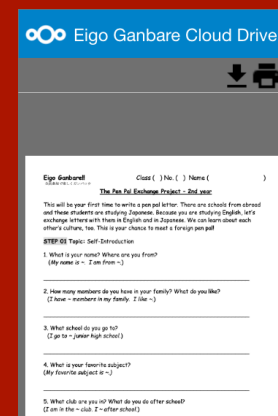 Eigo Ganbare Cloud Drive
Eigo Ganbare!! Class ( ) No. ( ) Name ( )
The Pen Pal Exchange Project - 2nd year
This will be your first time to write a pen pal letter. There are schools from abroad
and these students are studying Japanese. Because you are studying English, let's
exchange letters with them in English and in Japanese. We can learn about each
other's culture, too. This is your chance to meet a foreign pen pal!
STEP 01 Topic: Self-Introduction
1. What is your name? Where are you from?
(My name is ~. I am from ~.)
2. How many members do you have in your family? What do you like?
(I have ~ members in my family. I like ~.)
3. What school do you go to?
(I go to ~ junior high school.)
4. What is your favorite subject?
(My favorite subject is ~.)
5. What club are you in? What do you do after school?
(I am in the ~ club. I ~ after school.)